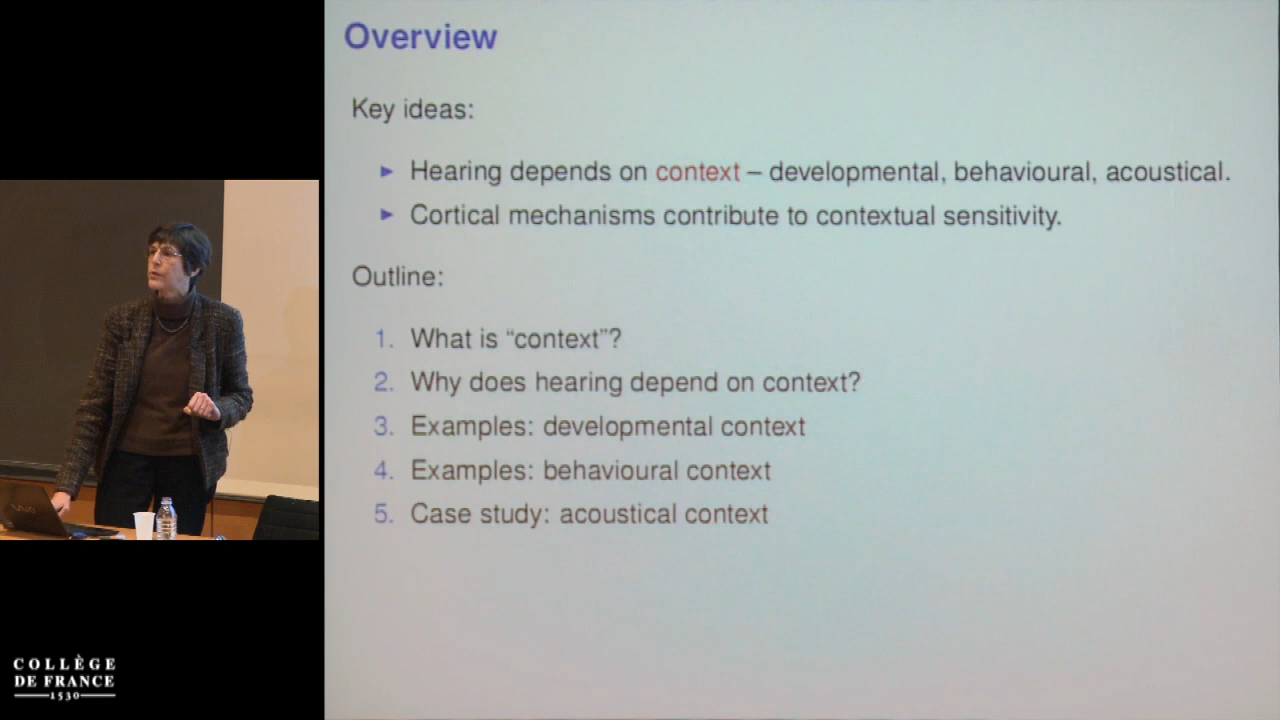 Overview
Key ideas:
Hearing depends on context – developmental, behavioural, acoustical.
Cortical mechanisms contribute to contextual sensitivity.
Outline:
1. What is “context”?
2. Why does hearing depend on context?
3. Examples: developmental context
4. Examples: behavioural context
5. Case study: acoustical context
COLLÈGE
DE FRANCE
1530